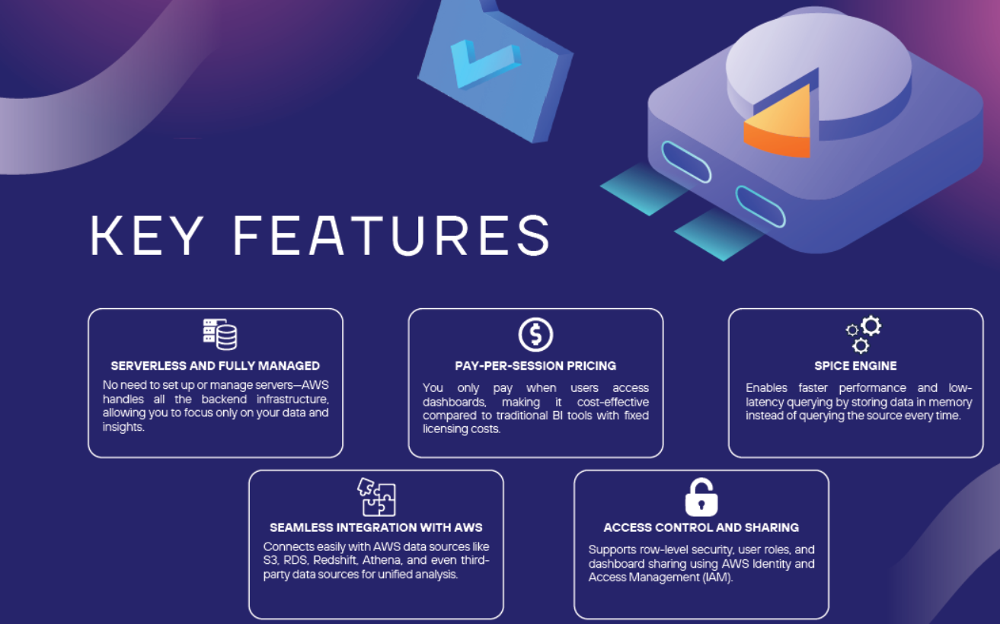 KEY FEATURES
SERVERLESS AND FULLY MANAGED
No need to set up or manage servers—AWS
handles all the backend infrastructure,
allowing you to focus only on your data and
insights.
PAY-PER-SESSION PRICING
You only pay when users access
dashboards, making it cost-effective
compared to traditional BI tools with fixed
licensing costs.
SPICE ENGINE
Enables faster performance and low-
latency querying by storing data in memory
instead of querying the source every time.
SEAMLESS INTEGRATION WITH AWS
Connects easily with AWS data sources like
S3, RDS, Redshift, Athena, and even third-
party data sources for unified analysis.
ACCESS CONTROL AND SHARING
Supports row-level security, user roles, and
dashboard sharing using AWS Identity and
Access Management (IAM).